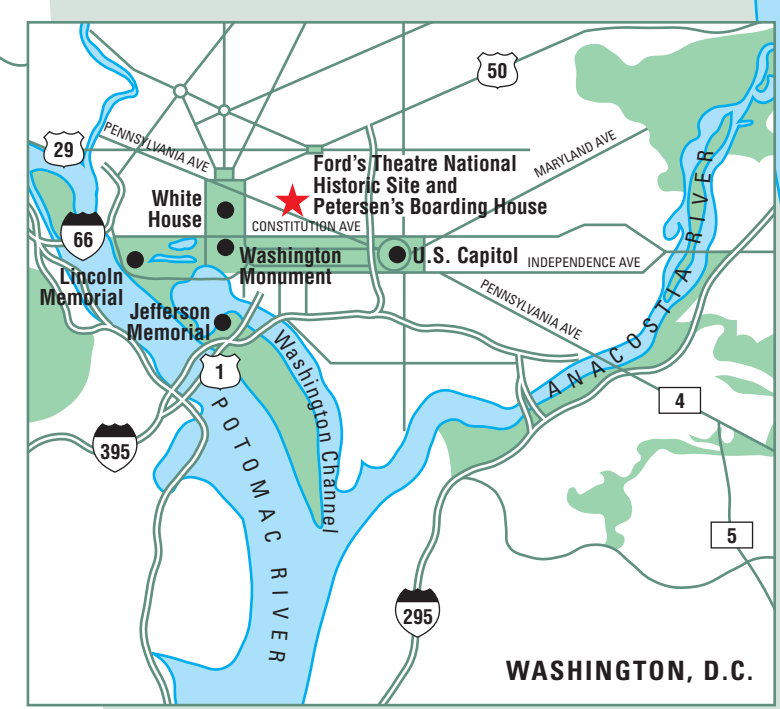 50
29
PENNSYLVANIA AVE
MARYLAND AVE
Ford's Theatre National
Historic Site and
Petersen's Boarding House
White
House
CONSTITUTION AVE
66
Washington
Monument
U.S. Capitol
INDEPENDENCE AVE
Lincoln
Memorial
PENNSYLVANIA AVE
Jefferson
Memorial
ANACOSTIA RIVER
Washington Channel
1
POTOMAC RIVER
4
395
5
295
WASHINGTON, D.C.